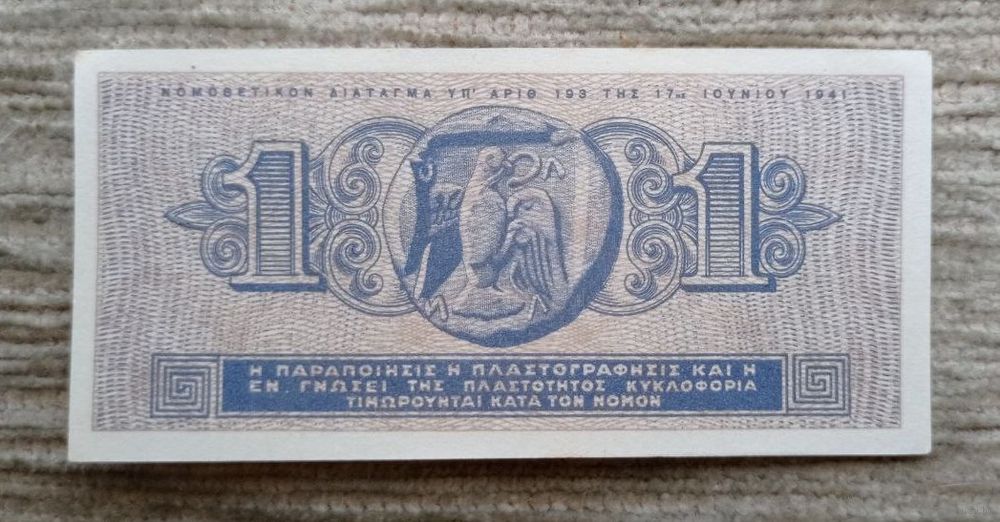 ΝΟΜΟΘΕΤΙΚΟΝ ΔΙΑΤΑΓΜΑ ΥΠ' ΑΡΙΘ 193 ΤΗΣ 17ης ΙΟΥΝΙΟΥ 1941
1 1
Η ΠΑΡΑΠΟΙΗΣΙΣ Η ΠΛΑΣΤΟΓΡΑΦΗΣΙΣ ΚΑΙ Η
ΕΝ ΓΝΩΣΕΙ ΤΗΣ ΠΛΑΣΤΟΤΗΤΟΣ ΚΥΚΛΟΦΟΡΙΑ
ΤΙΜΩΡΟΥΝΤΑΙ ΚΑΤΑ ΤΟΝ ΝΟΜΟΝ